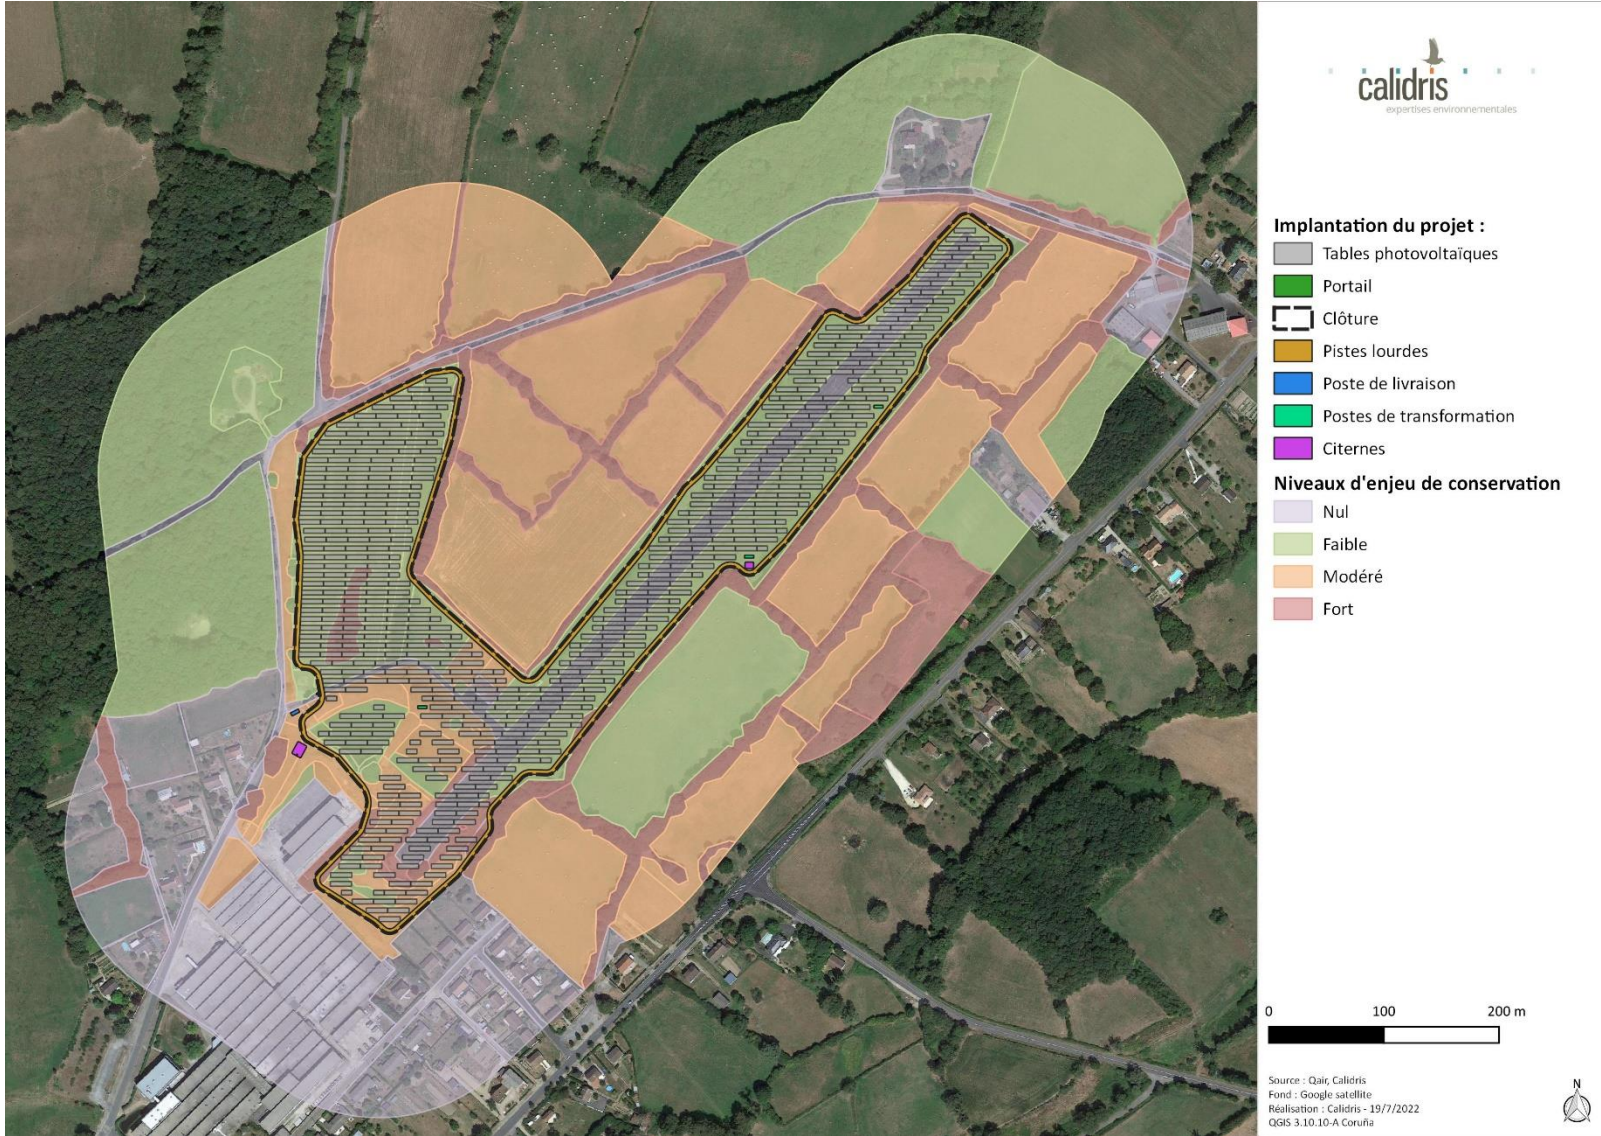 calidris
expertises environnementales
Implantation du projet :
Tables photovoltaïques
Portail
Clôture
Pistes lourdes
Poste de livraison
Postes de transformation
Citernes
Niveaux d'enjeu de conservation
Nul
Faible
Modéré
Fort
0 100 200 m
Source : Qair, Calidris
Fond : Google satellite
Réalisation : Calidris - 19/7/2022
QGIS 3.10.10-A Coruña
N